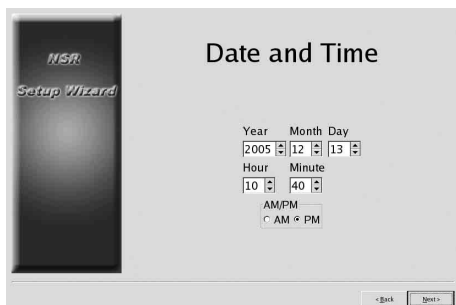 NSR
Setup Wizard
Date and Time
Year Month Day
2005 12 13
Hour Minute
10 40
AM/PM
AM PM
<Back Next>